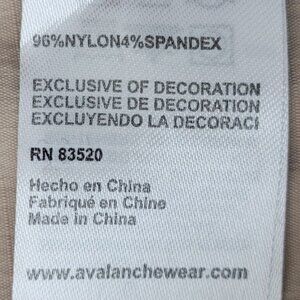 96%NYLON4%SPANDEX
EXCLUSIVE OF DECORATION
EXCLUSIVE DE DECORATION
EXCLUYENDO LA DECORACI
RN 83520
Hecho en China
Fabriqué en Chine
Made in China
www.avalanchewear.com